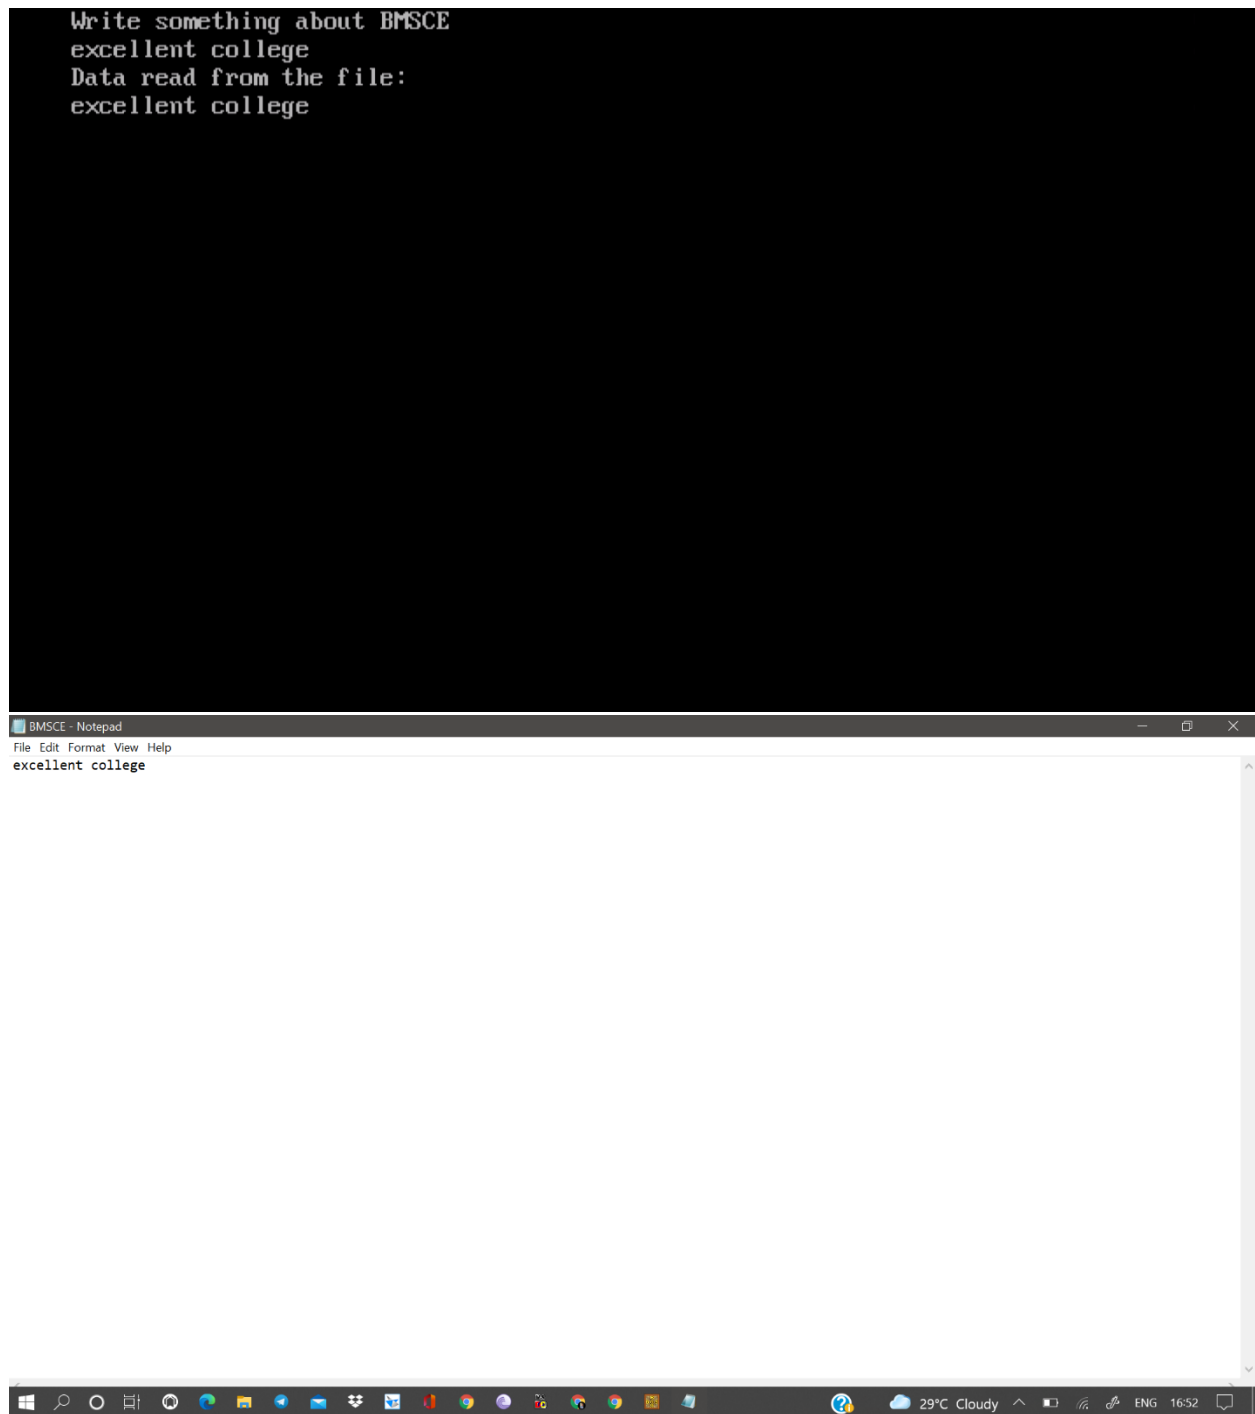 Write something about BMSCE
excellent college
Data read from the file:
excellent college
BMSCE - Notepad
File Edit Format View Help
excellent college
29°C Cloudy ENG 16:52